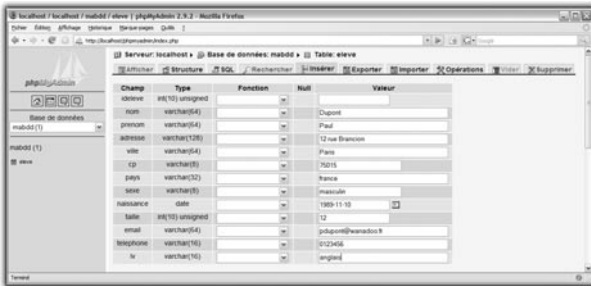 localhost / localhost / mabdd / eleve | phpMyAdmin 2.9.2 - Mozilla Firefox
Fichier Édition Affichage Historique Marque-pages Outils ?
http://localhost/phpmyadmin/index.php
Serveur: localhost ▸ Base de données: mabdd ▸ Table: eleve
Afficher Structure SQL Rechercher Insérer Exporter Importer Opérations Vider Supprimer
phpMyAdmin
Base de données
mabdd (1)
mabdd (1)
eleve
Champ Type Fonction Null Valeur
ideleve int(10) unsigned
nom varchar(64) Dupont
prenom varchar(64) Paul
adresse varchar(128) 12 rue Brancion
ville varchar(64) Paris
cp varchar(8) 75015
pays varchar(32) france
sexe varchar(8) masculin
naissance date 1989-11-10
taille int(10) unsigned 12
email varchar(64) pdupont@wanadoo.fr
telephone varchar(16) 0123456
lv varchar(16) anglais
Terminé